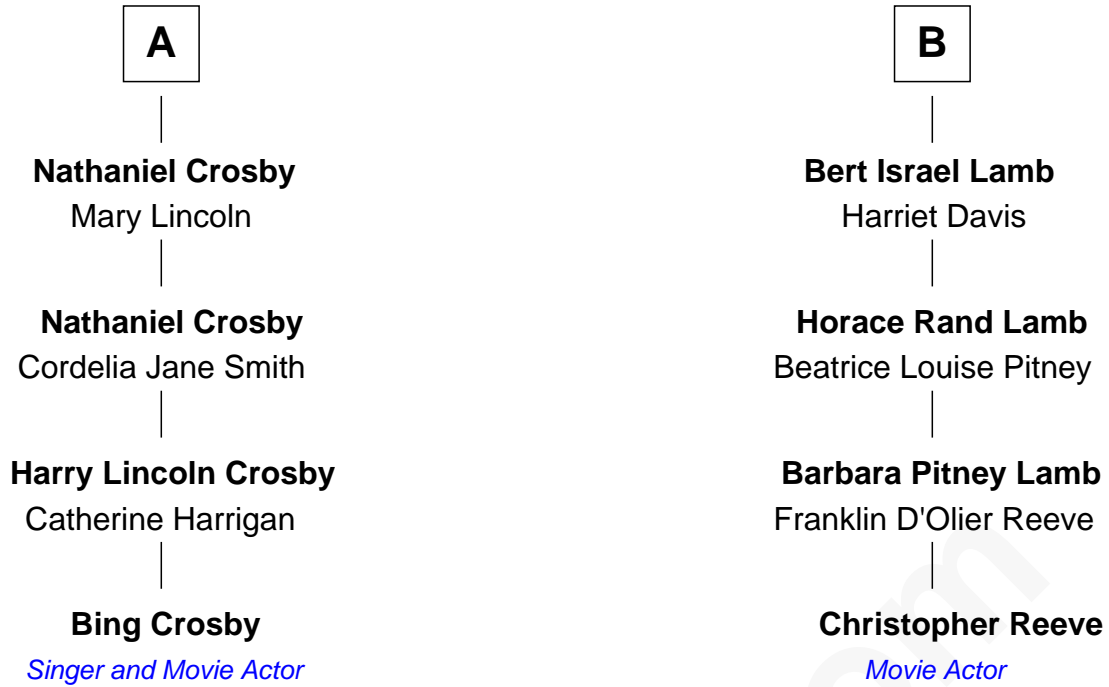 A
B
Nathaniel Crosby
Mary Lincoln
Bert Israel Lamb
Harriet Davis
Nathaniel Crosby
Cordelia Jane Smith
Horace Rand Lamb
Beatrice Louise Pitney
Harry Lincoln Crosby
Catherine Harrigan
Barbara Pitney Lamb
Franklin D'Olier Reeve
Bing Crosby
Singer and Movie Actor
Christopher Reeve
Movie Actor